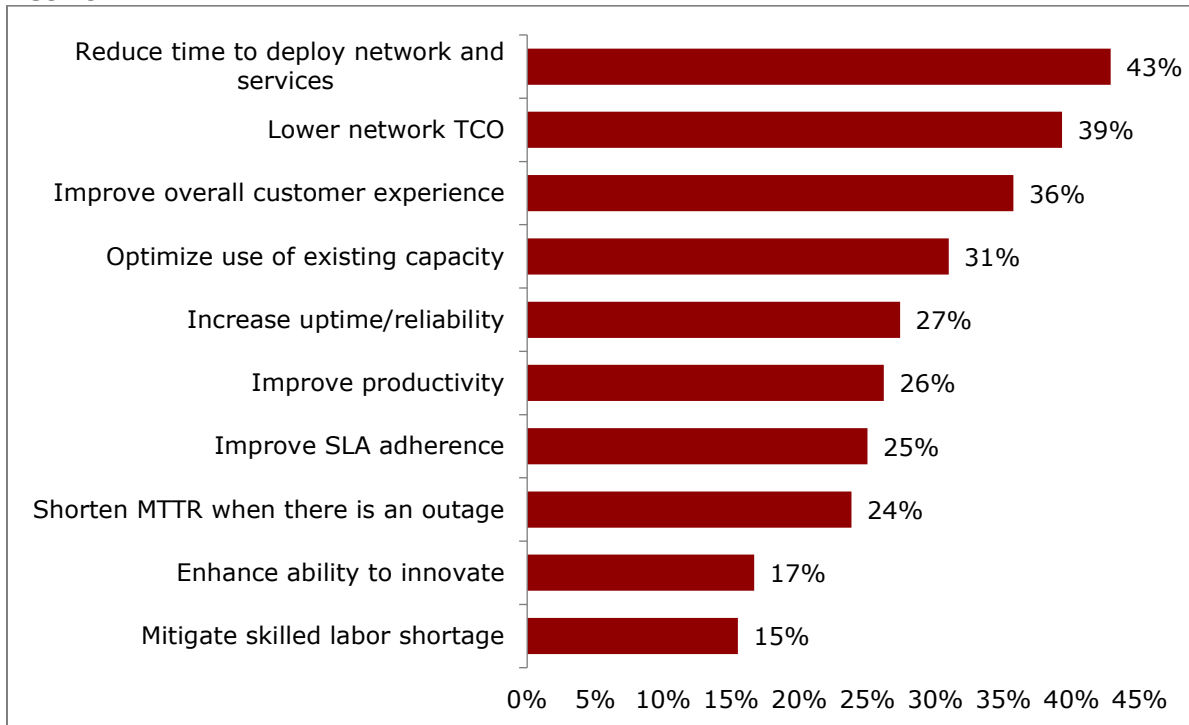 Reduce time to deploy network and
services
43%
Lower network TCO
39%
Improve overall customer experience
36%
Optimize use of existing capacity
31%
Increase uptime/reliability
27%
Improve productivity
26%
Improve SLA adherence
25%
Shorten MTTR when there is an outage
24%
Enhance ability to innovate
17%
Mitigate skilled labor shortage
15%
0% 5% 10% 15% 20% 25% 30% 35% 40% 45%